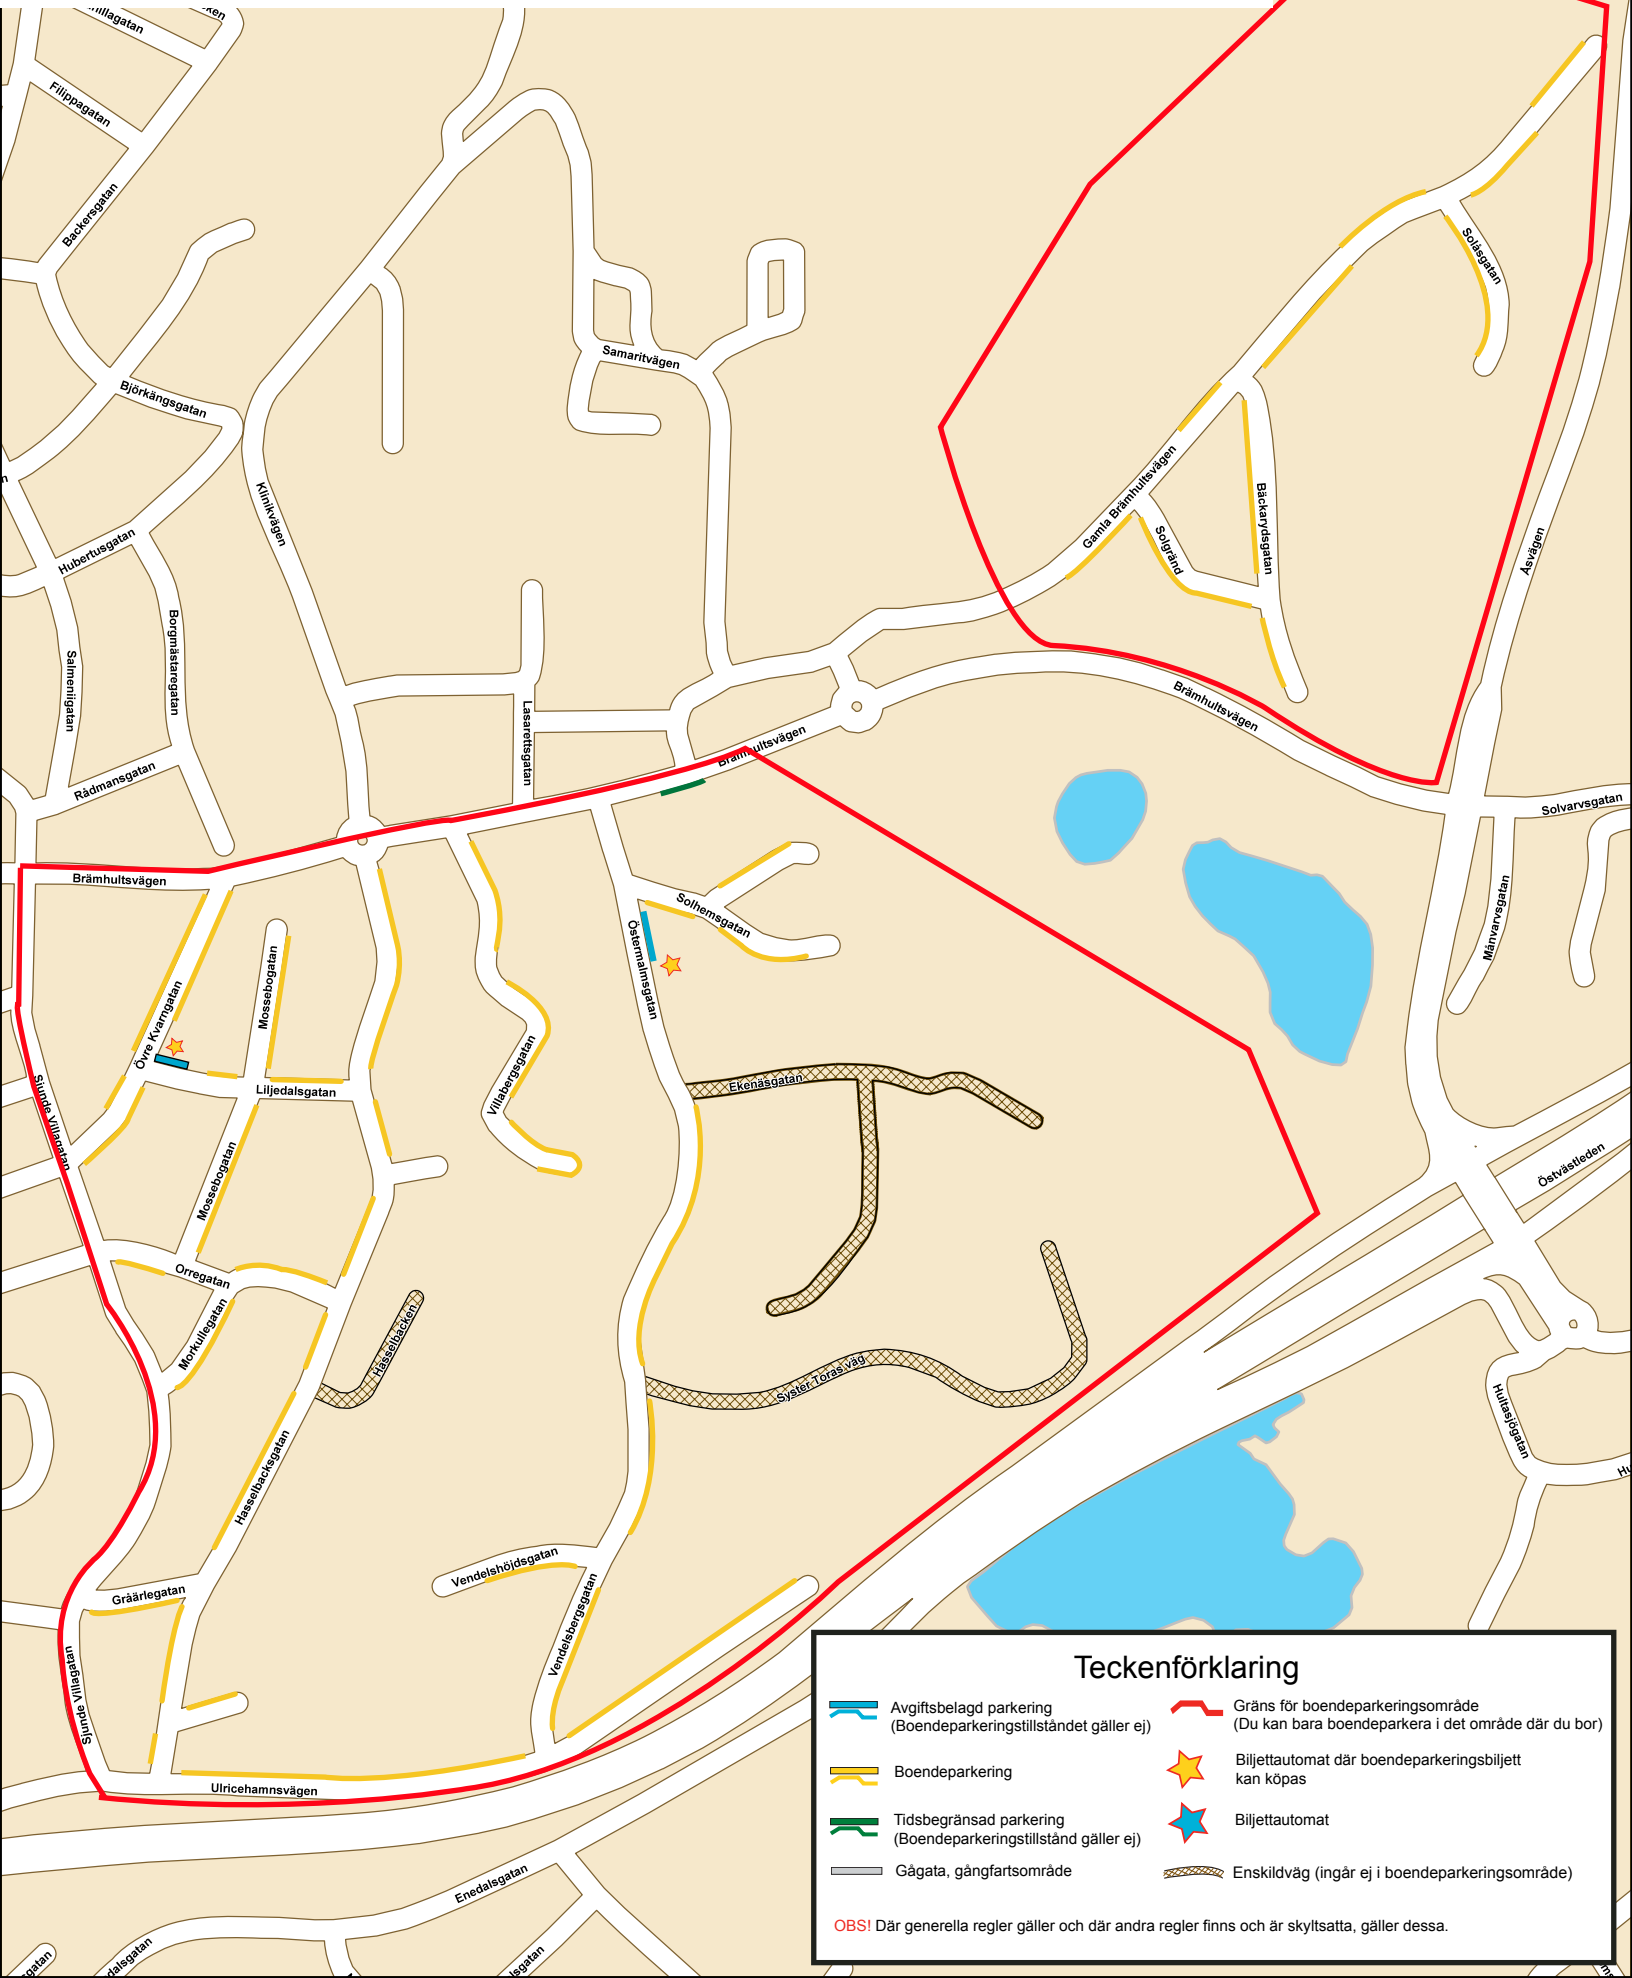 Filippagatan
Backersgatan
Björkängsgatan
Hubertusgatan
Borgmästaregatan
Salmeniigatan
Rådmansgatan
Klinikvägen
Samaritvägen
Lasarettsgatan
Brämhultsvägen
Gamla Brämhultsvägen
Solåsgatan
Solgränd
Bäckarydsgatan
Åsvägen
Brämhultsvägen
Solvarvsgatan
Månvarvsgatan
Brämhultsvägen
Övre Kvarngatan
Mossebogatan
Liljedalsgatan
Sjunde Villagatan
Mossebogatan
Orregatan
Morkullegatan
Hasselbacken
Hasselbacksgatan
Gråärlegatan
Sjunde Villagatan
Ulricehamnsvägen
Villabergsgatan
Östermalmsgatan
Solhemsgatan
Ekenäsgatan
Syster Toras väg
Vendelshöjdsgatan
Vendelsbergsgatan
Östvästleden
Hultasjögatan
Enedalsgatan
Teckenförklaring
Avgiftsbelagd parkering
(Boendeparkeringstillståndet gäller ej)
Boendeparkering
Tidsbegränsad parkering
(Boendeparkeringstillstånd gäller ej)
Gågata, gångfartsområde
Gräns för boendeparkeringsområde
(Du kan bara boendeparkera i det område där du bor)
Biljettautomat där boendeparkeringsbiljett
kan köpas
Biljettautomat
Enskildväg (ingår ej i boendeparkeringsområde)
OBS! Där generella regler gäller och där andra regler finns och är skyltsatta, gäller dessa.